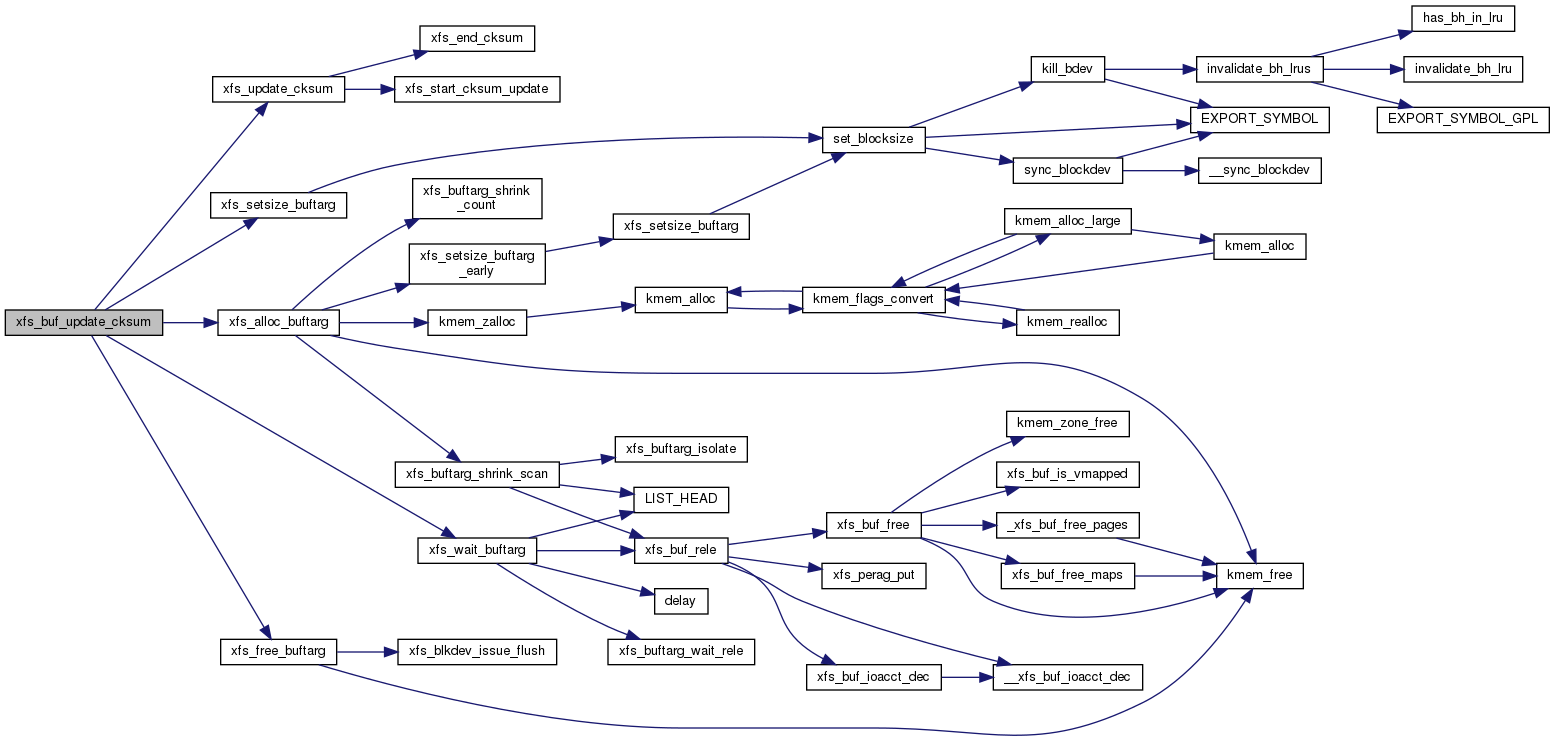 xfs_buf_update_cksum
xfs_update_cksum
xfs_end_cksum
xfs_start_cksum_update
xfs_setsize_buftarg
xfs_alloc_buftarg
xfs_buftarg_shrink
_count
xfs_setsize_buftarg
_early
xfs_setsize_buftarg
set_blocksize
kill_bdev
invalidate_bh_lrus
has_bh_in_lru
invalidate_bh_lru
EXPORT_SYMBOL_GPL
EXPORT_SYMBOL
sync_blockdev
__sync_blockdev
kmem_zalloc
kmem_alloc
kmem_flags_convert
kmem_alloc_large
kmem_alloc
kmem_realloc
xfs_buftarg_shrink_scan
xfs_buftarg_isolate
LIST_HEAD
xfs_wait_buftarg
xfs_buf_rele
delay
xfs_buftarg_wait_rele
xfs_buf_free
xfs_perag_put
kmem_zone_free
xfs_buf_is_vmapped
_xfs_buf_free_pages
xfs_buf_free_maps
kmem_free
xfs_buf_ioacct_dec
__xfs_buf_ioacct_dec
xfs_free_buftarg
xfs_blkdev_issue_flush